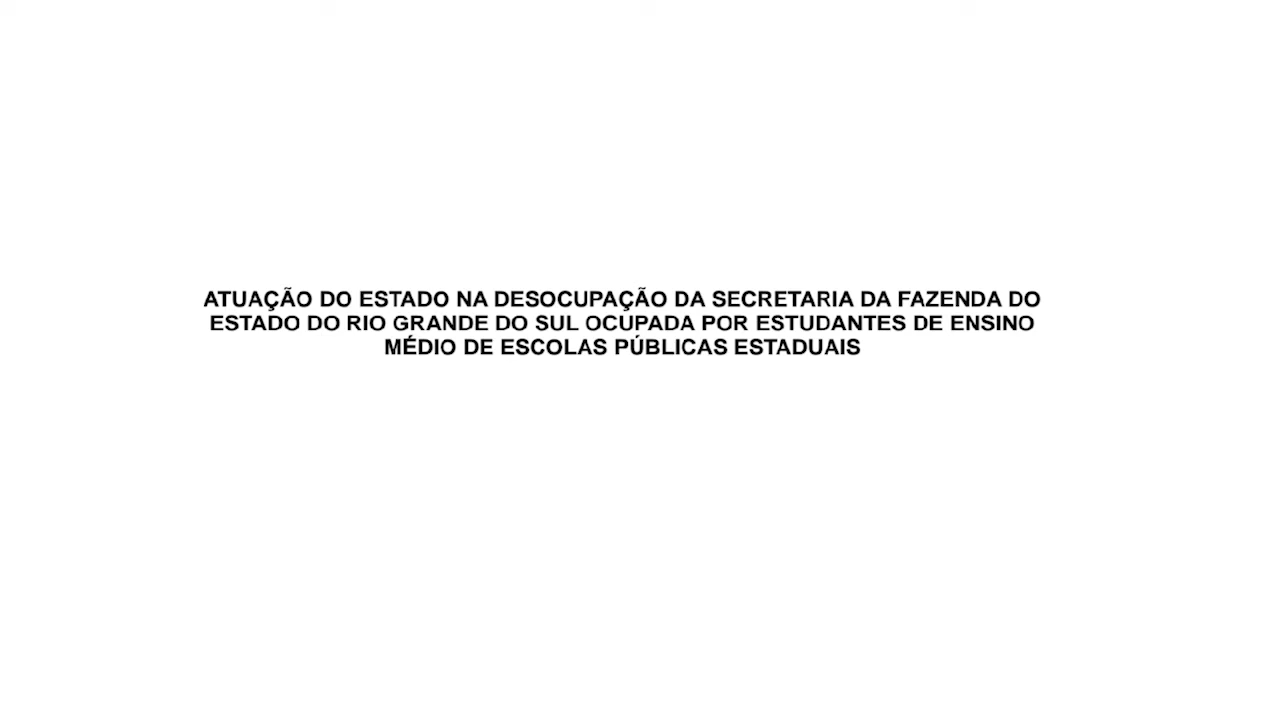 ATUAÇÃO DO ESTADO NA DESOCUPAÇÃO DA SECRETARIA DA FAZENDA DO
ESTADO DO RIO GRANDE DO SUL OCUPADA POR ESTUDANTES DE ENSINO
MÉDIO DE ESCOLAS PÚBLICAS ESTADUAIS